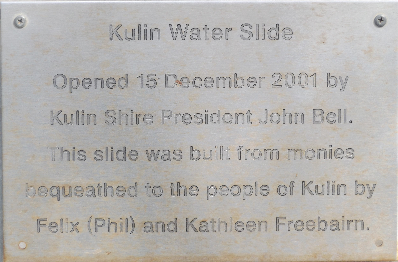 Kulin Water Slide
Opened 15 December 2001 by
Kulin Shire President John Bell.
This slide was built from monies
bequeathed to the people of Kulin by
Felix (Phil) and Kathleen Freebairn.